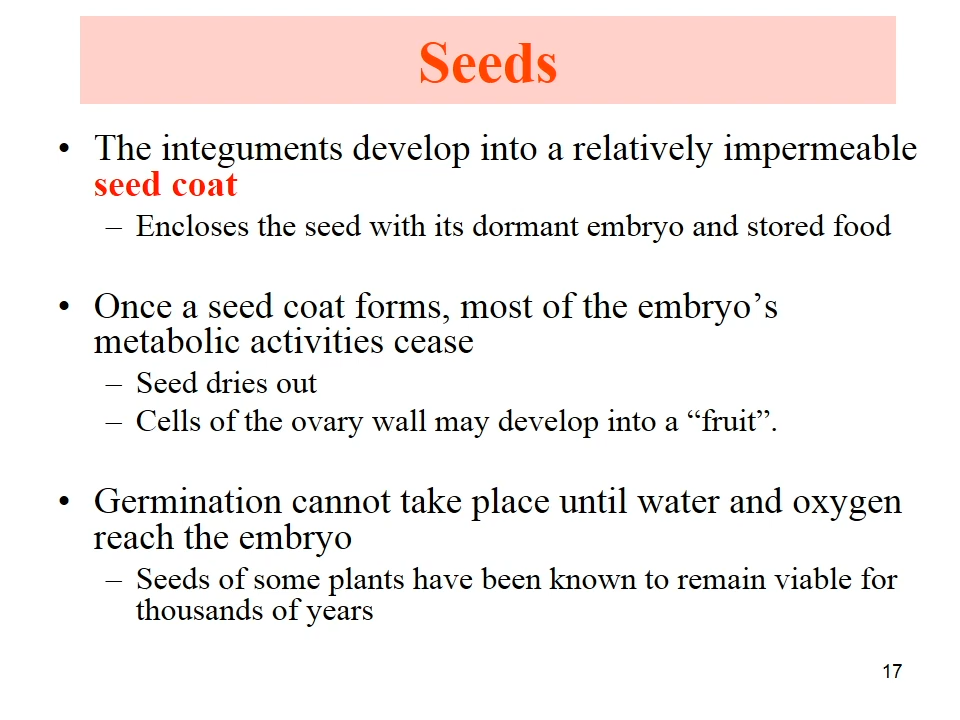 Seeds
• The integuments develop into a relatively impermeable
seed coat
– Encloses the seed with its dormant embryo and stored food
• Once a seed coat forms, most of the embryo’s
metabolic activities cease
– Seed dries out
– Cells of the ovary wall may develop into a “fruit”.
• Germination cannot take place until water and oxygen
reach the embryo
– Seeds of some plants have been known to remain viable for
thousands of years
17